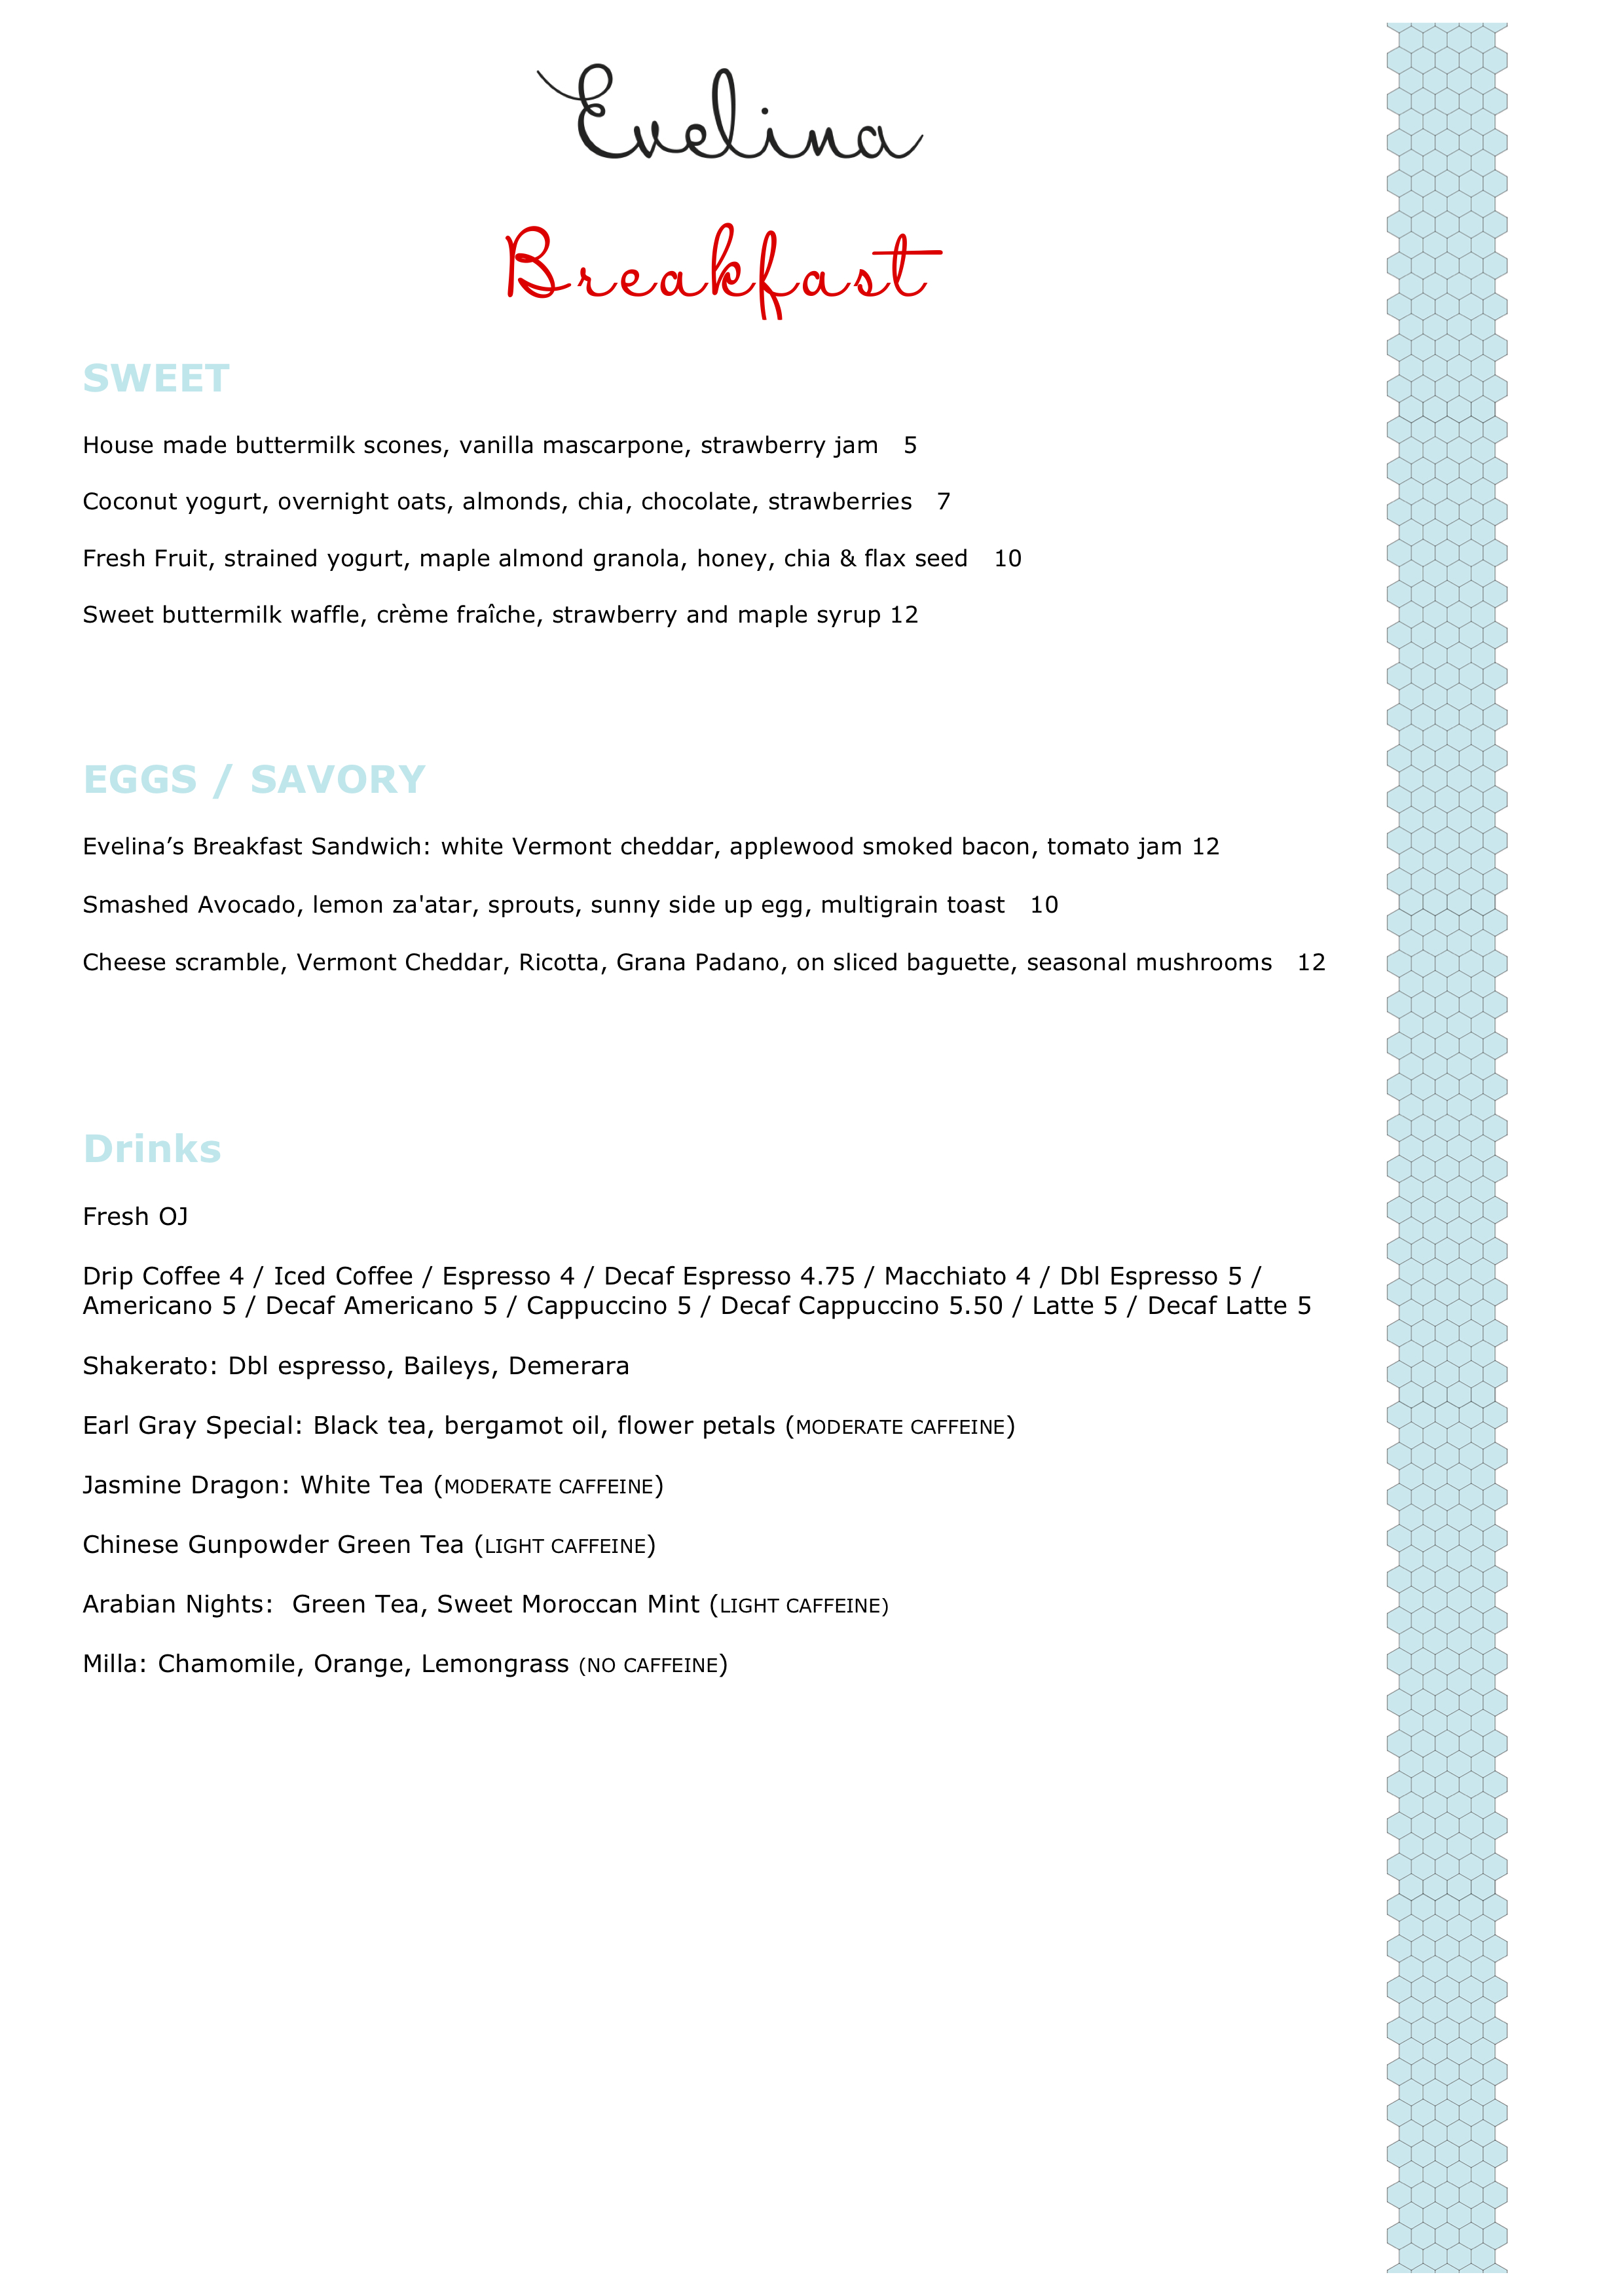 Evelina
Breakfast
SWEET
House made buttermilk scones, vanilla mascarpone, strawberry jam 5
Coconut yogurt, overnight oats, almonds, chia, chocolate, strawberries 7
Fresh Fruit, strained yogurt, maple almond granola, honey, chia & flax seed 10
Sweet buttermilk waffle, crème fraîche, strawberry and maple syrup 12
EGGS / SAVORY
Evelina’s Breakfast Sandwich: white Vermont cheddar, applewood smoked bacon, tomato jam 12
Smashed Avocado, lemon za'atar, sprouts, sunny side up egg, multigrain toast 10
Cheese scramble, Vermont Cheddar, Ricotta, Grana Padano, on sliced baguette, seasonal mushrooms 12
Drinks
Fresh OJ
Drip Coffee 4 / Iced Coffee / Espresso 4 / Decaf Espresso 4.75 / Macchiato 4 / Dbl Espresso 5 /
Americano 5 / Decaf Americano 5 / Cappuccino 5 / Decaf Cappuccino 5.50 / Latte 5 / Decaf Latte 5
Shakerato: Dbl espresso, Baileys, Demerara
Earl Gray Special: Black tea, bergamot oil, flower petals (MODERATE CAFFEINE)
Jasmine Dragon: White Tea (MODERATE CAFFEINE)
Chinese Gunpowder Green Tea (LIGHT CAFFEINE)
Arabian Nights: Green Tea, Sweet Moroccan Mint (LIGHT CAFFEINE)
Milla: Chamomile, Orange, Lemongrass (NO CAFFEINE)